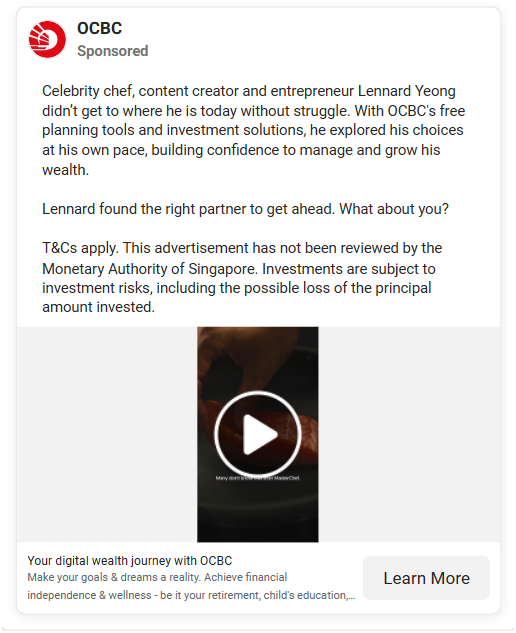 OCBC
Sponsored
Celebrity chef, content creator and entrepreneur Lennard Yeong
didn't get to where he is today without struggle. With OCBC's free
planning tools and investment solutions, he explored his choices
at his own pace, building confidence to manage and grow his
wealth.
Lennard found the right partner to get ahead. What about you?
T&Cs apply. This advertisement has not been reviewed by the
Monetary Authority of Singapore. Investments are subject to
investment risks, including the possible loss of the principal
amount invested.
Many don't know that after MasterChef,
Your digital wealth journey with OCBC
Make your goals & dreams a reality. Achieve financial
independence & wellness - be it your retirement, child's education,...
Learn More